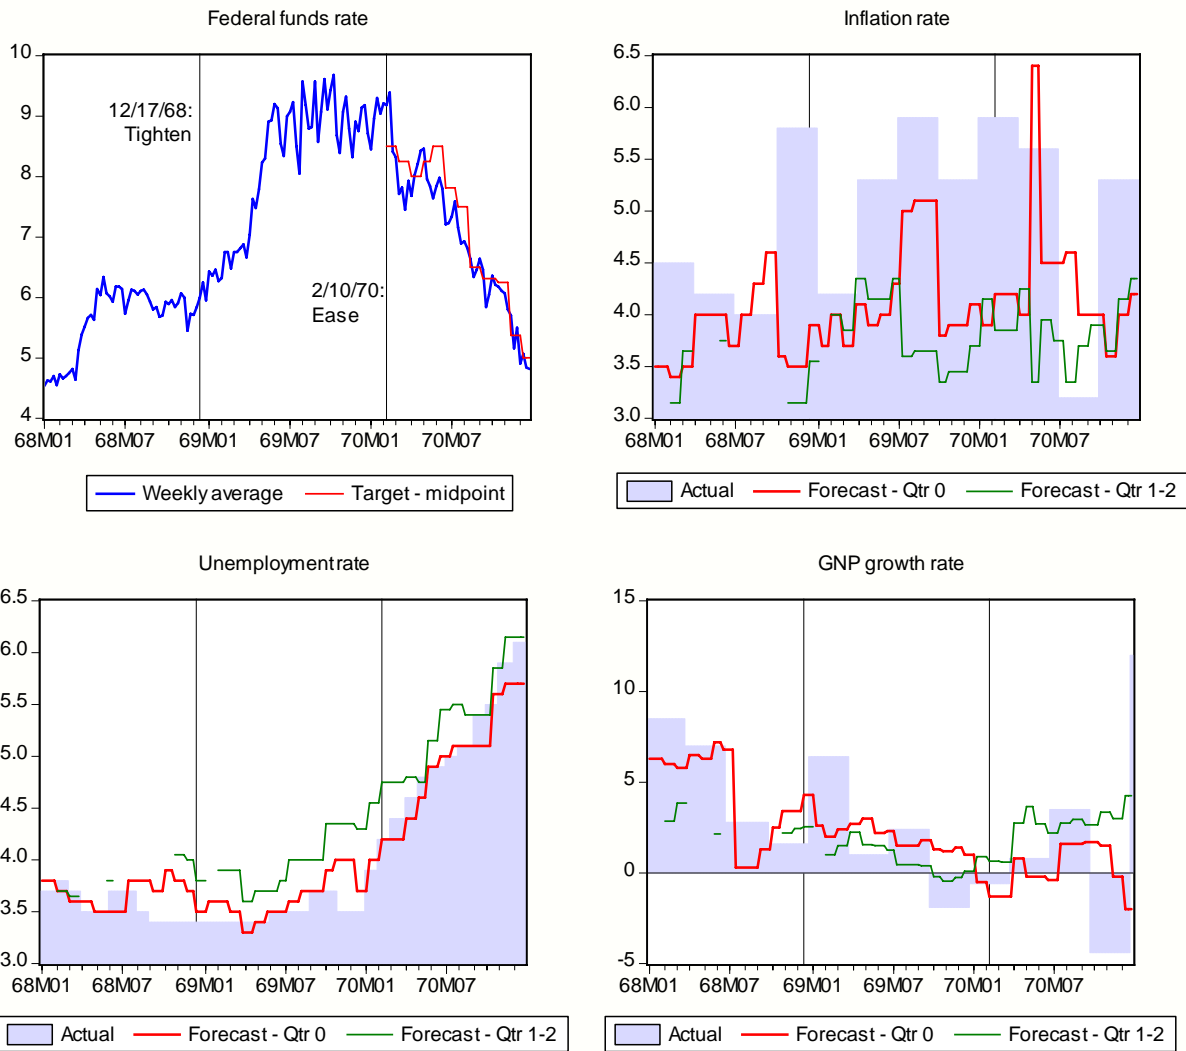 Federal funds rate
10
9
8
7
6
5
4
12/17/68:
Tighten
2/10/70:
Ease
68M01 68M07 69M01 69M07 70M01 70M07
Weekly average Target - midpoint
Inflation rate
6.5
6.0
5.5
5.0
4.5
4.0
3.5
3.0
68M01 68M07 69M01 69M07 70M01 70M07
Actual Forecast - Qtr 0 Forecast - Qtr 1-2
Unemployment rate
6.5
6.0
5.5
5.0
4.5
4.0
3.5
3.0
68M01 68M07 69M01 69M07 70M01 70M07
Actual Forecast - Qtr 0 Forecast - Qtr 1-2
GNP growth rate
15
10
5
0
-5
68M01 68M07 69M01 69M07 70M01 70M07
Actual Forecast - Qtr 0 Forecast - Qtr 1-2